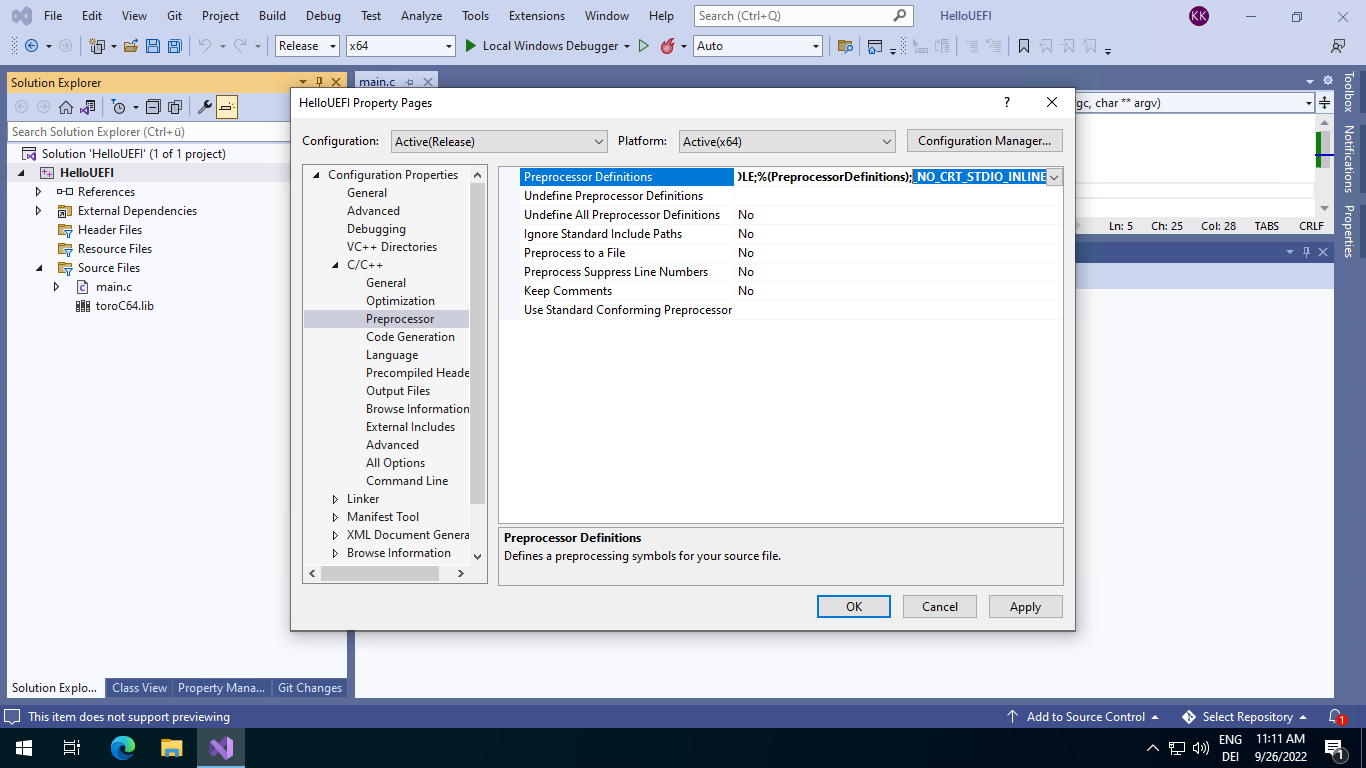 File Edit View Git Project Build Debug Test Analyze Tools Extensions Window Help Search (Ctrl+Q) HelloUEFI KK
Release x64 Local Windows Debugger Auto
Solution Explorer
main.c
Toolbox
Notifications
Properties
HelloUEFI Property Pages
?
gc, char ** argv)
Search Solution Explorer (Ctrl+ü)
Solution 'HelloUEFI' (1 of 1 project)
HelloUEFI
References
External Dependencies
Header Files
Resource Files
Source Files
main.c
toroC64.lib
Configuration: Active(Release) Platform: Active(x64) Configuration Manager...
Configuration Properties
General
Advanced
Debugging
VC++ Directories
C/C++
General
Optimization
Preprocessor
Code Generation
Language
Precompiled Heade
Output Files
Browse Information
External Includes
Advanced
All Options
Command Line
Linker
Manifest Tool
XML Document Genera
Browse Information
Preprocessor Definitions OLE;%(PreprocessorDefinitions);_NO_CRT_STDIO_INLINE
Undefine Preprocessor Definitions
Undefine All Preprocessor Definitions No
Ignore Standard Include Paths No
Preprocess to a File No
Preprocess Suppress Line Numbers No
Keep Comments No
Use Standard Conforming Preprocessor
Preprocessor Definitions
Defines a preprocessing symbols for your source file.
OK Cancel Apply
Ln: 5 Ch: 25 Col: 28 TABS CRLF
Solution Explo... Class View Property Mana... Git Changes
This item does not support previewing Add to Source Control Select Repository 1
ENG
DEI
11:11 AM
9/26/2022
1